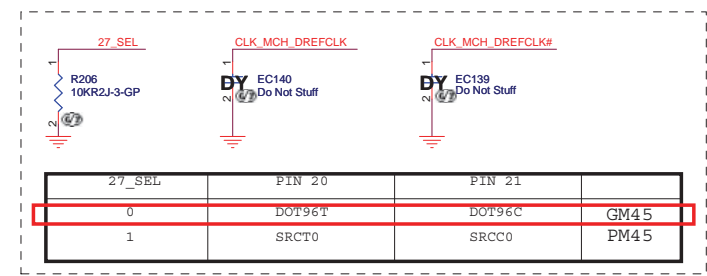 27_SEL CLK_MCH_DREFCLK CLK_MCH_DREFCLK#
1 1 1
R206 DY EC140 DY EC139
10KR2J-3-GP Do Not Stuff Do Not Stuff
2 2 2
27_SEL PIN 20 PIN 21
0 DOT96T DOT96C GM45
1 SRCT0 SRCC0 PM45